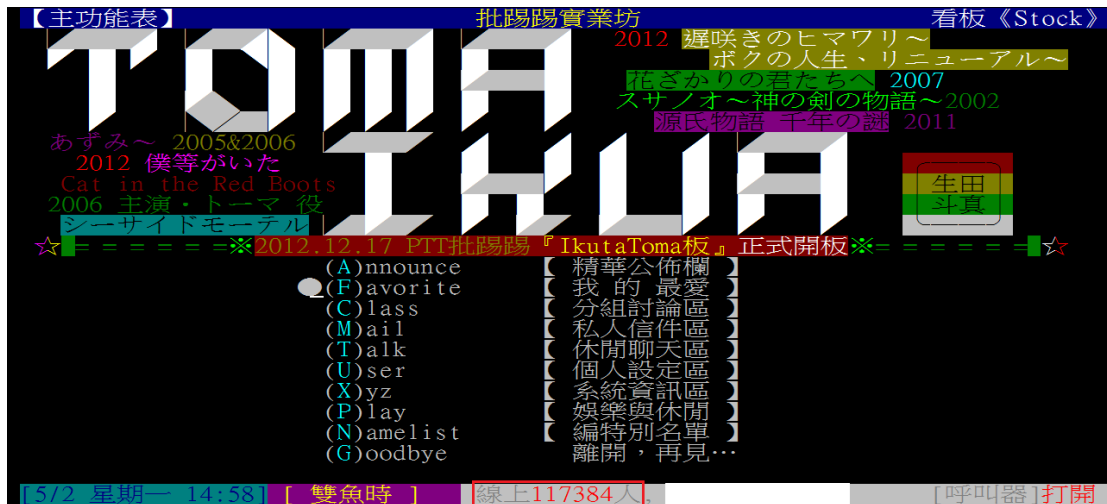 【主功能表】 批踢踢實業坊 看板《Stock》
TOMA
2012 遅咲きのヒマワリ～
ボクの人生、リニューアル～
花ざかりの君たちへ 2007
スサノオ～神の剣の物語～2002
源氏物語 千年の謎 2011
あずみ～ 2005&2006
2012 僕等がいた
Cat in the Red Boots
2006 主演・トーマ 役
シーサイドモーテル
IKUA
生田
斗真
☆ = = = = = = =※2012.12.17 PTT批踢踢『IkutaToma板』正式開板※= = = = = = ☆
(A)nnounce 【 精華公佈欄 】
●(F)avorite 【 我 的 最愛 】
(C)lass 【 分組討論區 】
(M)ail 【 私人信件區 】
(T)alk 【 休閒聊天區 】
(U)ser 【 個人設定區 】
(X)yz 【 系統資訊區 】
(P)lay 【 娛樂與休閒 】
(N)amelist 【 編特別名單 】
(G)oodbye 離開，再見…
[5/2 星期一 14:58] [ 雙魚時 ] 線上117384人, [呼叫器]打開